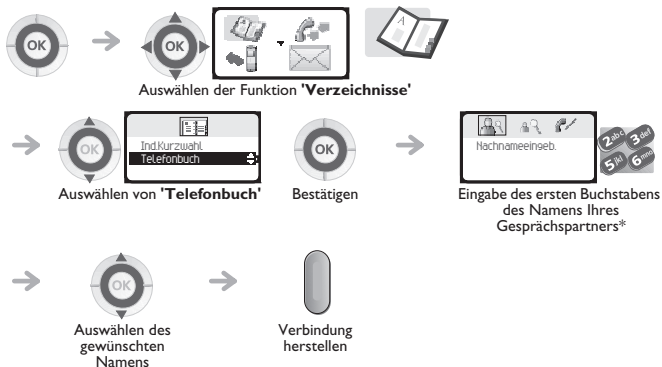 OK
OK
A
Auswählen der Funktion 'Verzeichnisse'
OK
Ind.Kurzwahl
Telefonbuch
Auswählen von 'Telefonbuch'
OK
Bestätigen
Nachnameeingeb.
2abc 3def
5jkl 6mno
Eingabe des ersten Buchstabens
des Namens Ihres
Gesprächspartners*
OK
Auswählen des
gewünschten
Namens
Verbindung
herstellen